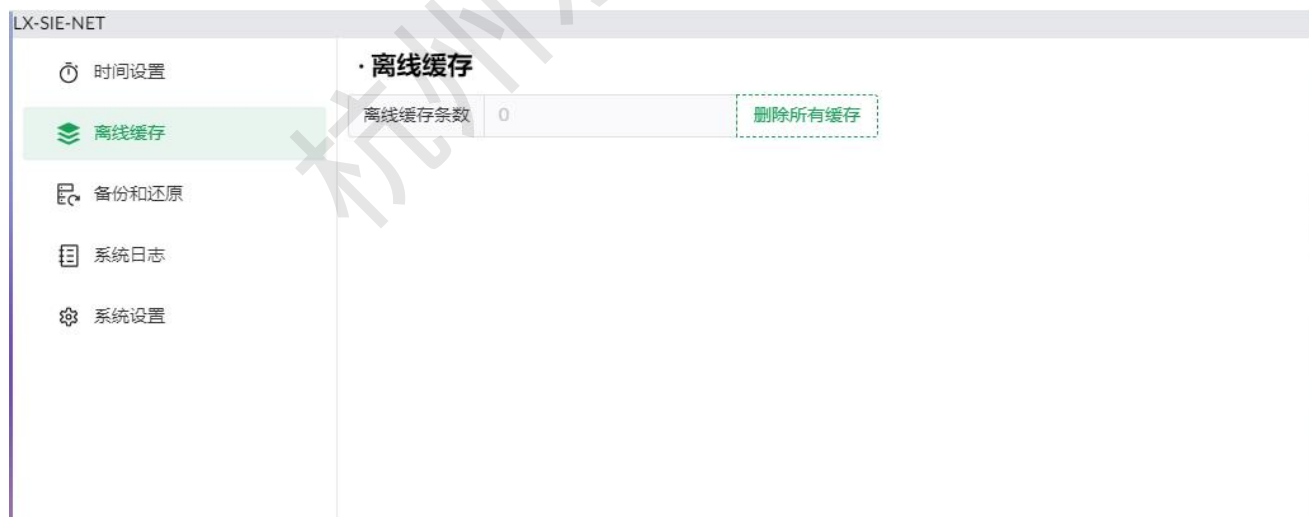 LX-SIE-NET
时间设置
离线缓存
备份和还原
系统日志
系统设置
· 离线缓存
离线缓存条数 0 删除所有缓存
杭州